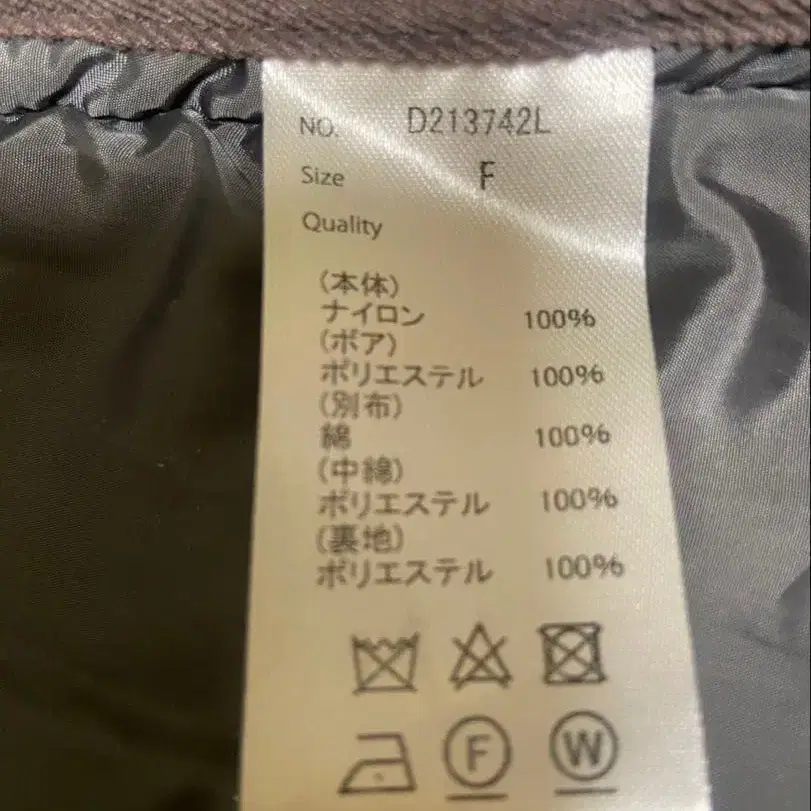 NO. D213742L
Size F
Quality
(本体)
ナイロン 100%
(ボア)
ポリエステル 100%
(別布)
綿 100%
(中綿)
ポリエステル 100%
(裏地)
ポリエステル 100%
F W